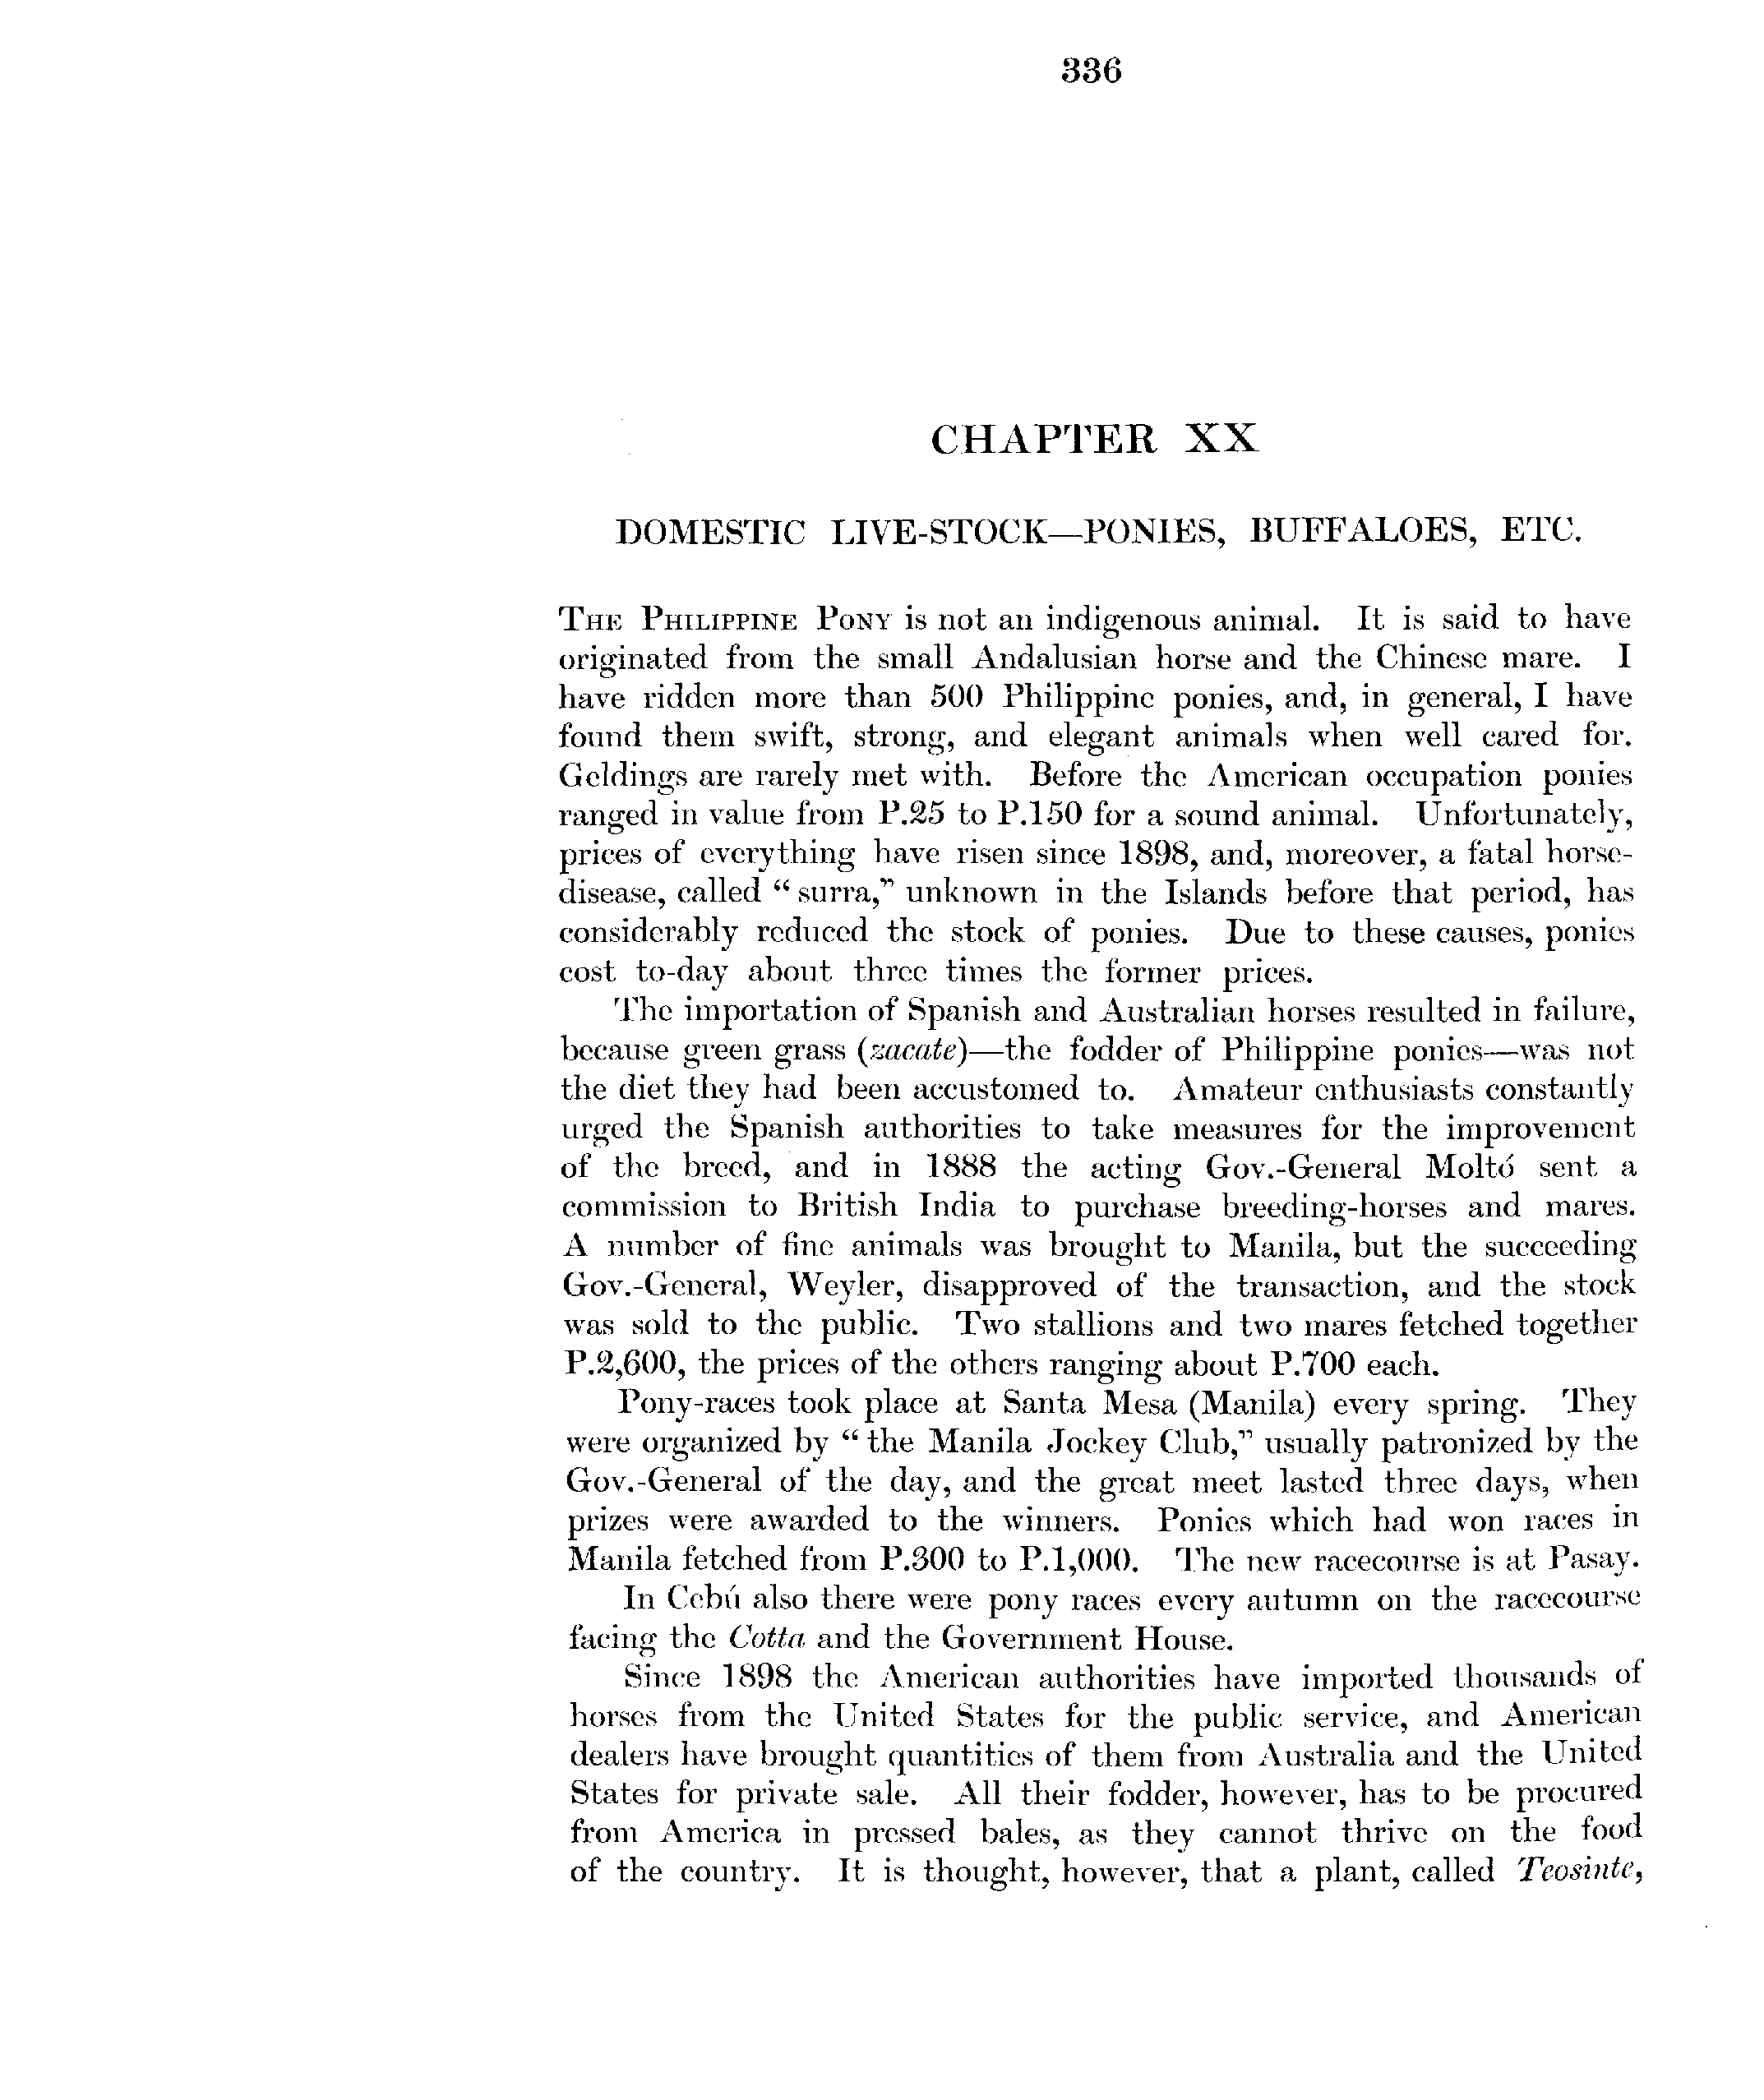 336
CHAPTER XX
DOMESTIC LIVE-STOCK—PONIES, BUFFALOES, ETC.
The Philippine Pony is not an indigenous animal. It is said to have
originated from the small Andalusian horse and the Chinese mare. I
have ridden more than 500 Philippine ponies, and, in general, I have
found them swift, strong, and elegant animals when well cared for.
Geldings are rarely met with. Before the American occupation ponies
ranged in value from P.25 to P.150 for a sound animal. Unfortunately,
prices of everything have risen since 1898, and, moreover, a fatal horse-
disease, called “surra,” unknown in the Islands before that period, has
considerably reduced the stock of ponies. Due to these causes, ponies
cost to-day about three times the former prices.
The importation of Spanish and Australian horses resulted in failure,
because green grass (zacate)—the fodder of Philippine ponies—was not
the diet they had been accustomed to. Amateur enthusiasts constantly
urged the Spanish authorities to take measures for the improvement
of the breed, and in 1888 the acting Gov.-General Moltó sent a
commission to British India to purchase breeding-horses and mares.
A number of fine animals was brought to Manila, but the succeeding
Gov.-General, Weyler, disapproved of the transaction, and the stock
was sold to the public. Two stallions and two mares fetched together
P.2,600, the prices of the others ranging about P.700 each.
Pony-races took place at Santa Mesa (Manila) every spring. They
were organized by “the Manila Jockey Club,” usually patronized by the
Gov.-General of the day, and the great meet lasted three days, when
prizes were awarded to the winners. Ponies which had won races in
Manila fetched from P.300 to P.1,000. The new racecourse is at Pasay.
In Cebú also there were pony races every autumn on the racecourse
facing the Cotta and the Government House.
Since 1898 the American authorities have imported thousands of
horses from the United States for the public service, and American
dealers have brought quantities of them from Australia and the United
States for private sale. All their fodder, however, has to be procured
from America in pressed bales, as they cannot thrive on the food
of the country. It is thought, however, that a plant, called Teosinte,